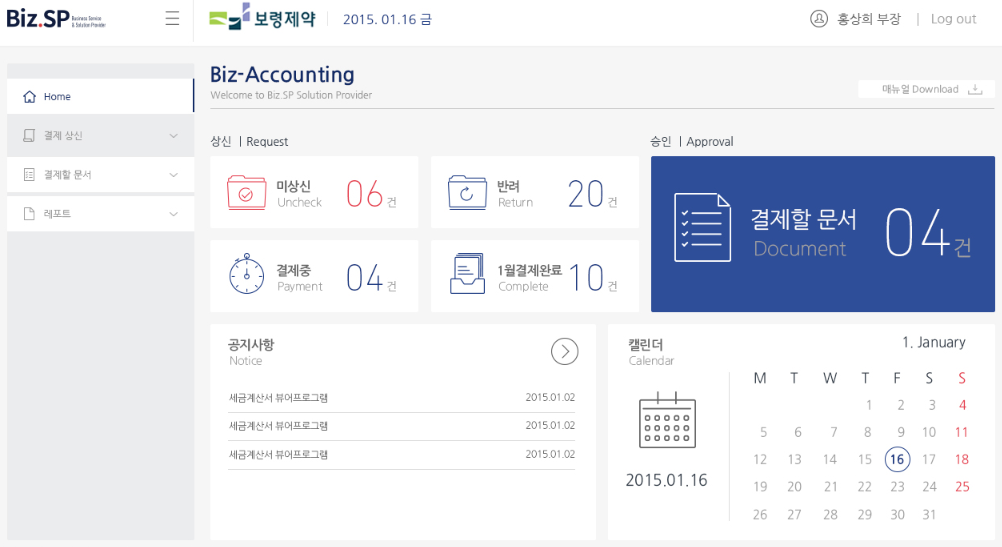 Biz.SP Business Service & Solution Provider
보령제약
2015. 01.16 금
홍상희 부장 | Log out
Home
결제 상신
결제할 문서
레포트
Biz-Accounting
Welcome to Biz.SP Solution Provider
매뉴얼 Download
상신 | Request
미상신
Uncheck
06 건
반려
Return
20 건
결제중
Payment
04 건
1월결제완료
Complete
10 건
승인 | Approval
결제할 문서
Document
04 건
공지사항
Notice
세금계산서 뷰어프로그램 2015.01.02
세금계산서 뷰어프로그램 2015.01.02
세금계산서 뷰어프로그램 2015.01.02
캘린더
Calendar
2015.01.16
1. January
M T W T F S S
1 2 3 4
5 6 7 8 9 10 11
12 13 14 15 16 17 18
19 20 21 22 23 24 25
26 27 28 29 30 31